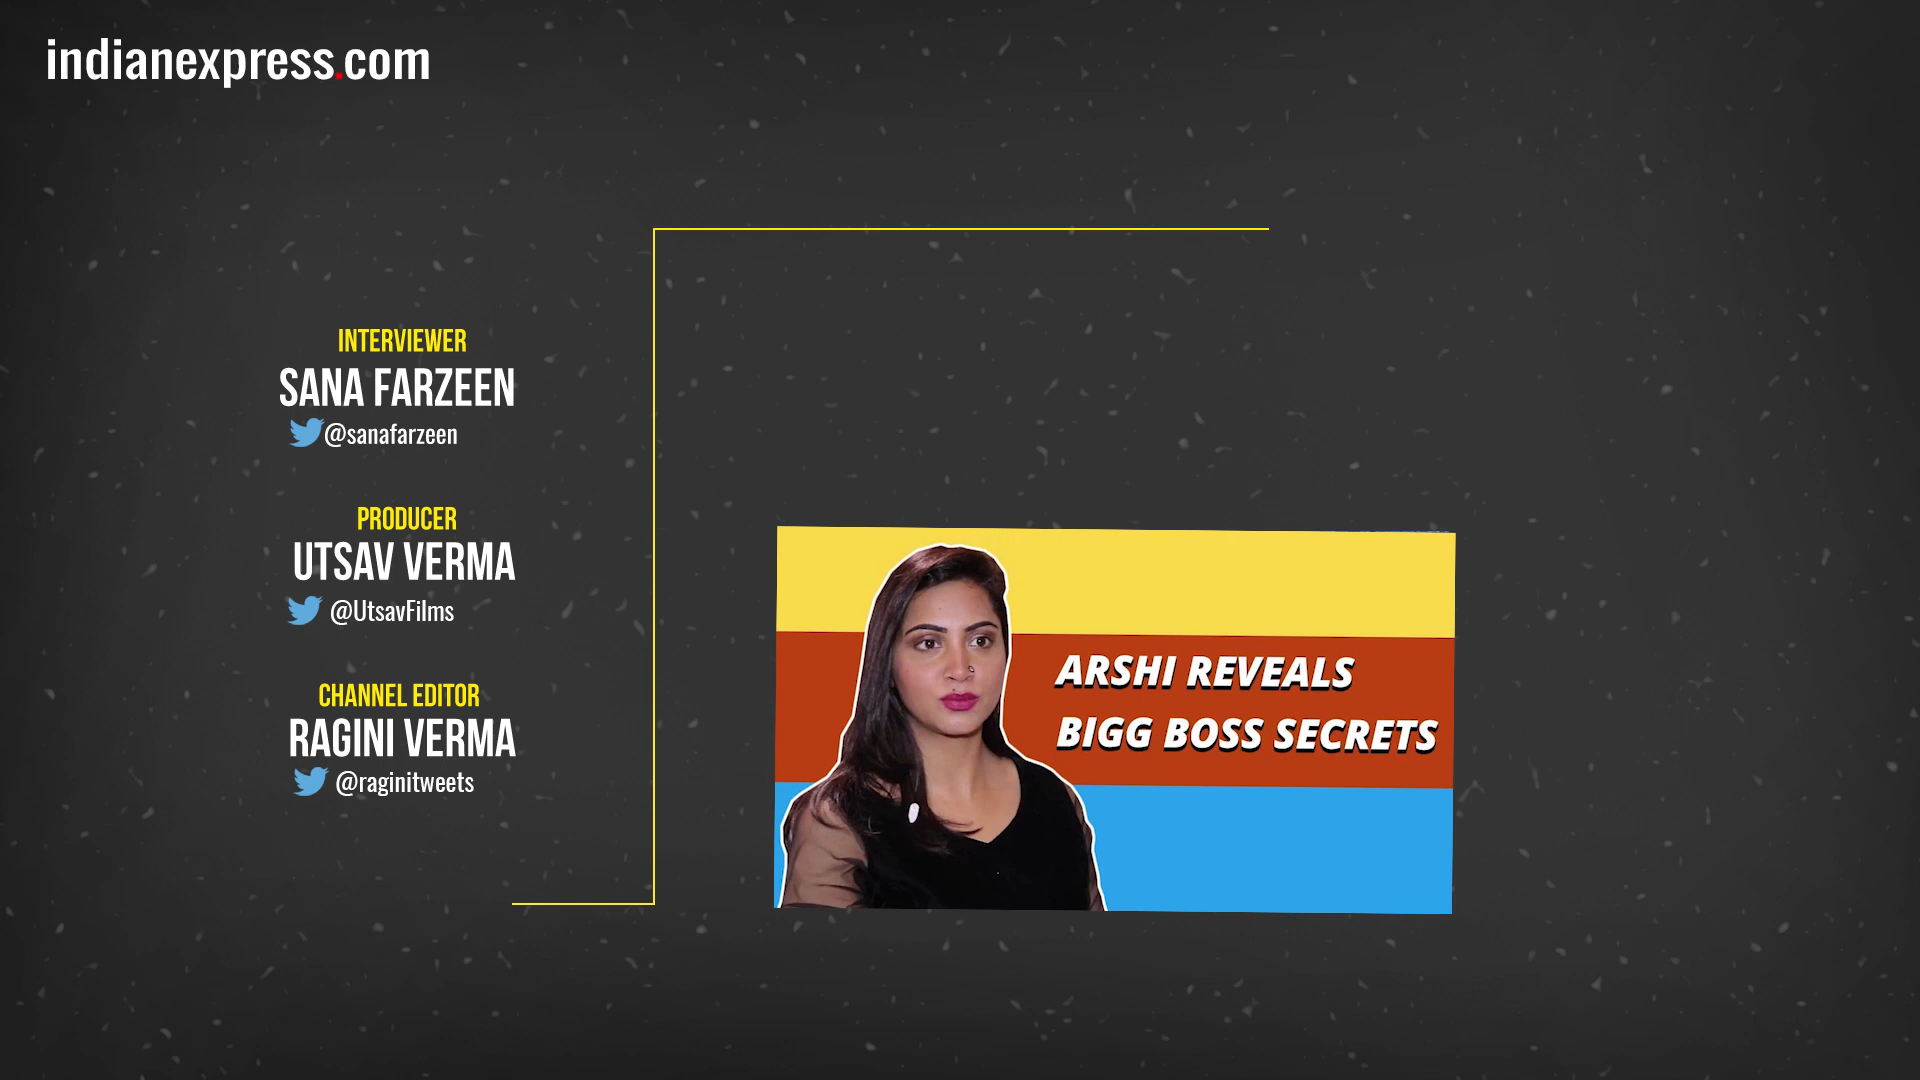 indianexpress.com
INTERVIEWER
SANA FARZEEN
@sanafarzeen
PRODUCER
UTSAV VERMA
@UtsavFilms
CHANNEL EDITOR
RAGINI VERMA
@raginitweets
ARSHI REVEALS
BIGG BOSS SECRETS